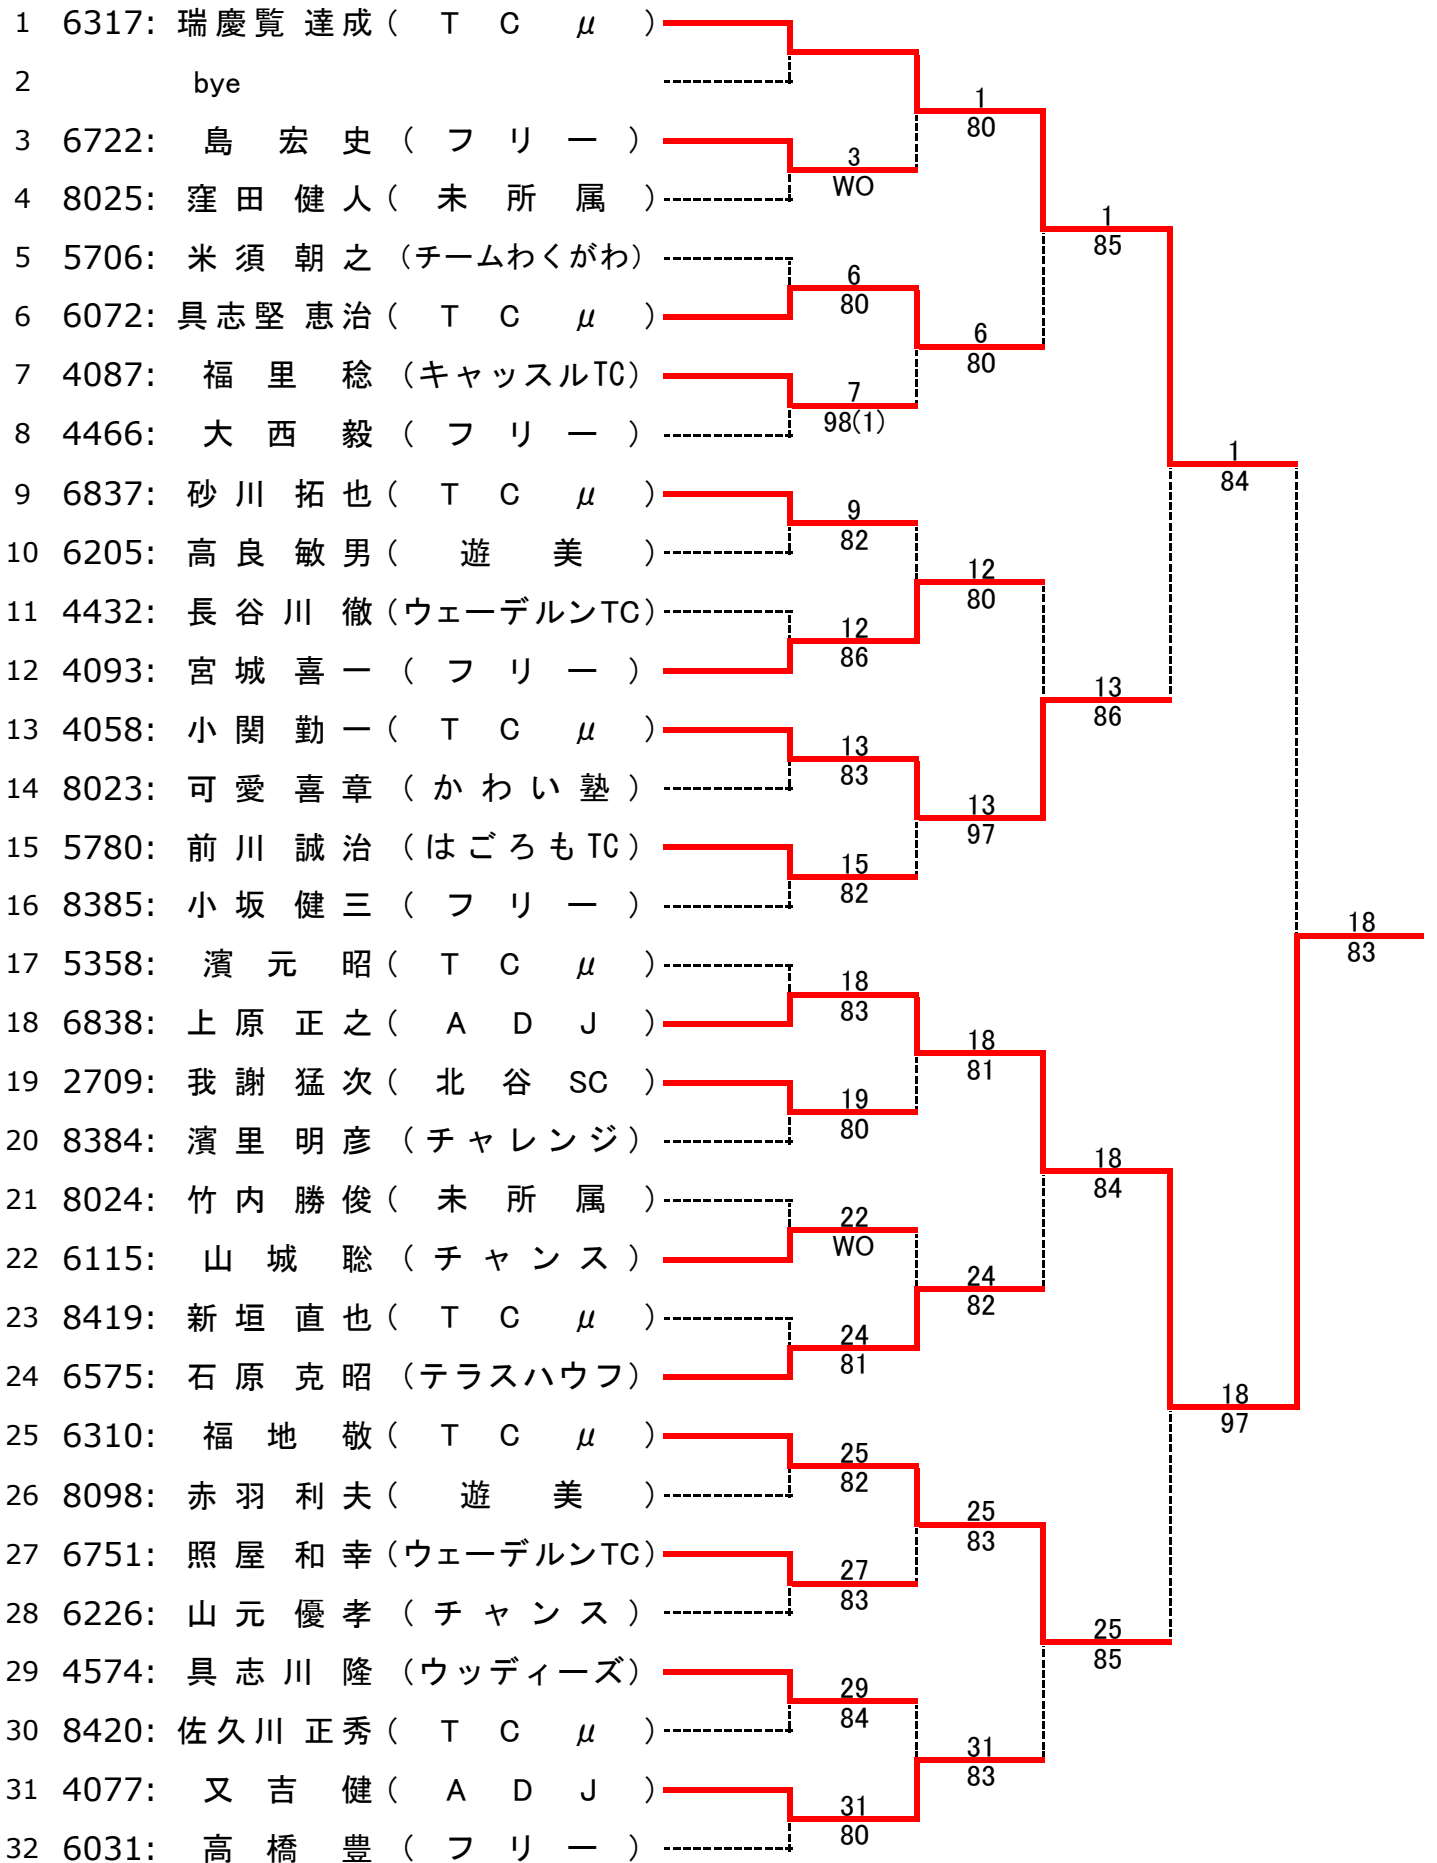 1 6317: 瑞慶覧 達成 ( T C μ )
2 bye
3 6722: 島 宏 史 ( フ リ ー )
4 8025: 窪 田 健 人 ( 未 所 属 )
5 5706: 米 須 朝 之 (チームわくがわ)
6 6072: 具志堅 恵治 ( T C μ )
7 4087: 福 里 稔 (キャッスルTC)
8 4466: 大 西 毅 ( フ リ ー )
9 6837: 砂 川 拓 也 ( T C μ )
10 6205: 高 良 敏 男 ( 遊 美 )
11 4432: 長 谷 川 徹 (ウェーデルンTC)
12 4093: 宮 城 喜 一 ( フ リ ー )
13 4058: 小 関 勤 一 ( T C μ )
14 8023: 可 愛 喜 章 ( か わ い 塾 )
15 5780: 前 川 誠 治 (はごろもTC)
16 8385: 小 坂 健 三 ( フ リ ー )
17 5358: 濱 元 昭 ( T C μ )
18 6838: 上 原 正 之 ( A D J )
19 2709: 我 謝 猛 次 ( 北 谷 SC )
20 8384: 濱 里 明 彦 (チャレンジ)
21 8024: 竹 内 勝 俊 ( 未 所 属 )
22 6115: 山 城 聡 ( チ ャ ン ス )
23 8419: 新 垣 直 也 ( T C μ )
24 6575: 石 原 克 昭 (テラスハウフ)
25 6310: 福 地 敬 ( T C μ )
26 8098: 赤 羽 利 夫 ( 遊 美 )
27 6751: 照 屋 和 幸 (ウェーデルンTC)
28 6226: 山 元 優 孝 ( チ ャ ン ス )
29 4574: 具 志 川 隆 (ウッディーズ)
30 8420: 佐久川 正秀 ( T C μ )
31 4077: 又 吉 健 ( A D J )
32 6031: 高 橋 豊 ( フ リ ー )
3
WO
6
80
7
98(1)
9
82
12
86
13
83
15
82
18
83
19
80
22
WO
24
81
25
82
27
83
29
84
31
80
1
80
6
80
12
80
13
97
18
81
24
82
25
83
31
83
1
85
13
86
18
84
25
85
1
84
18
97
18
83